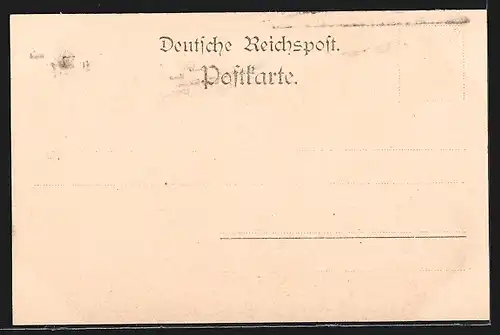 Deutsche Reichspost.
Postkarte.